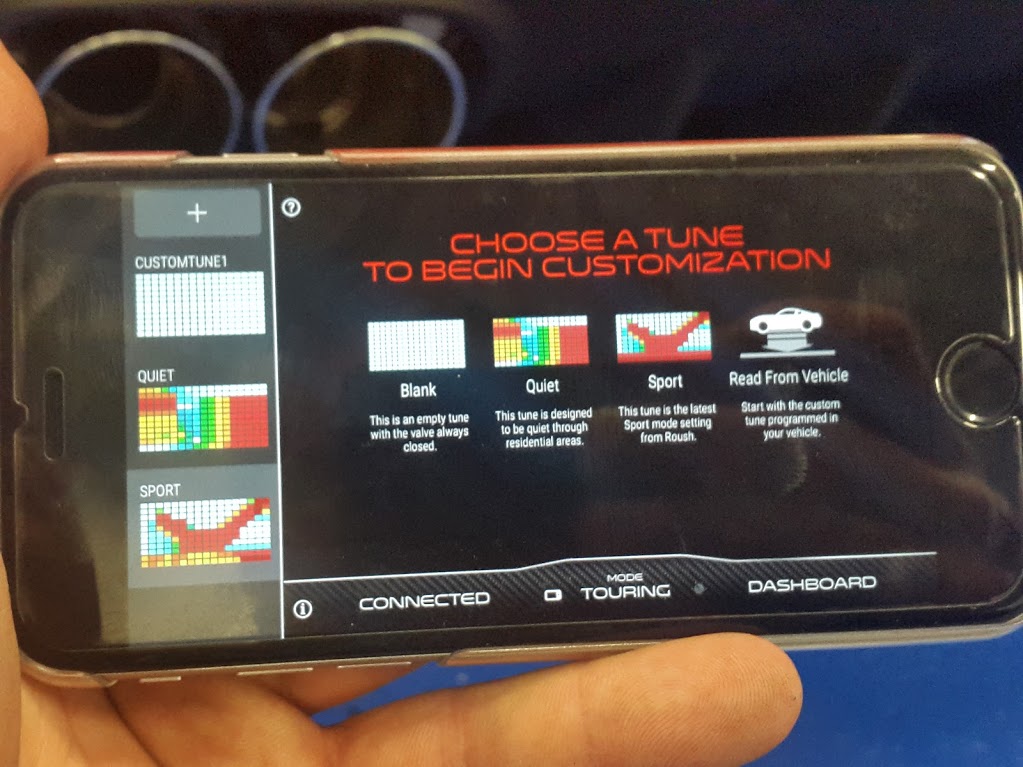 +
CUSTOMTUNE1
QUIET
SPORT
?
CHOOSE A TUNE
TO BEGIN CUSTOMIZATION
Blank
This is an empty tune
with the valve always
closed.
Quiet
This tune is designed
to be quiet through
residential areas.
Sport
This tune is the latest
Sport mode setting
from Roush.
Read From Vehicle
Start with the custom
tune programmed in
your vehicle.
i
CONNECTED
MODE
TOURING
DASHBOARD